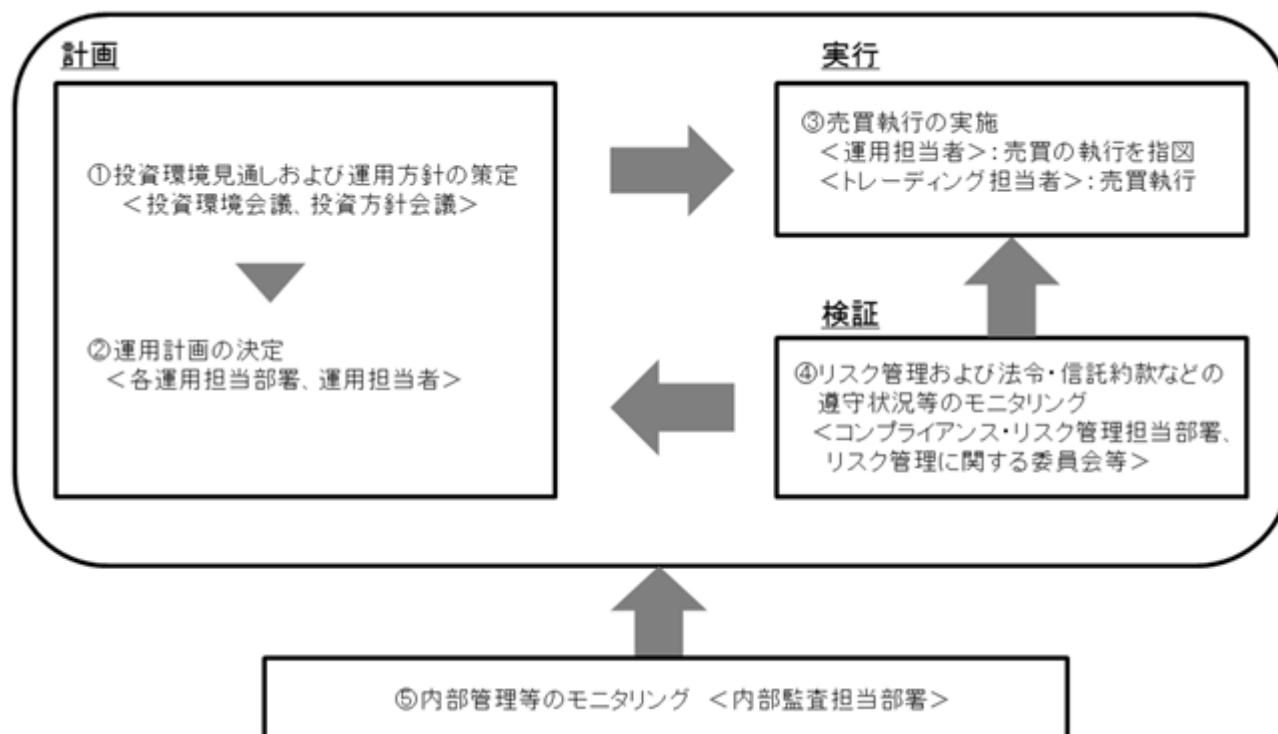 計画
①投資環境見通しおよび運用方針の策定
＜投資環境会議、投資方針会議＞
②運用計画の決定
＜各運用担当部署、運用担当者＞
実行
③売買執行の実施
＜運用担当者＞：売買の執行を指図
＜トレーディング担当者＞：売買執行
検証
④リスク管理および法令・信託約款などの
遵守状況等のモニタリング
＜コンプライアンス・リスク管理担当部署、
リスク管理に関する委員会等＞
⑤内部管理等のモニタリング ＜内部監査担当部署＞